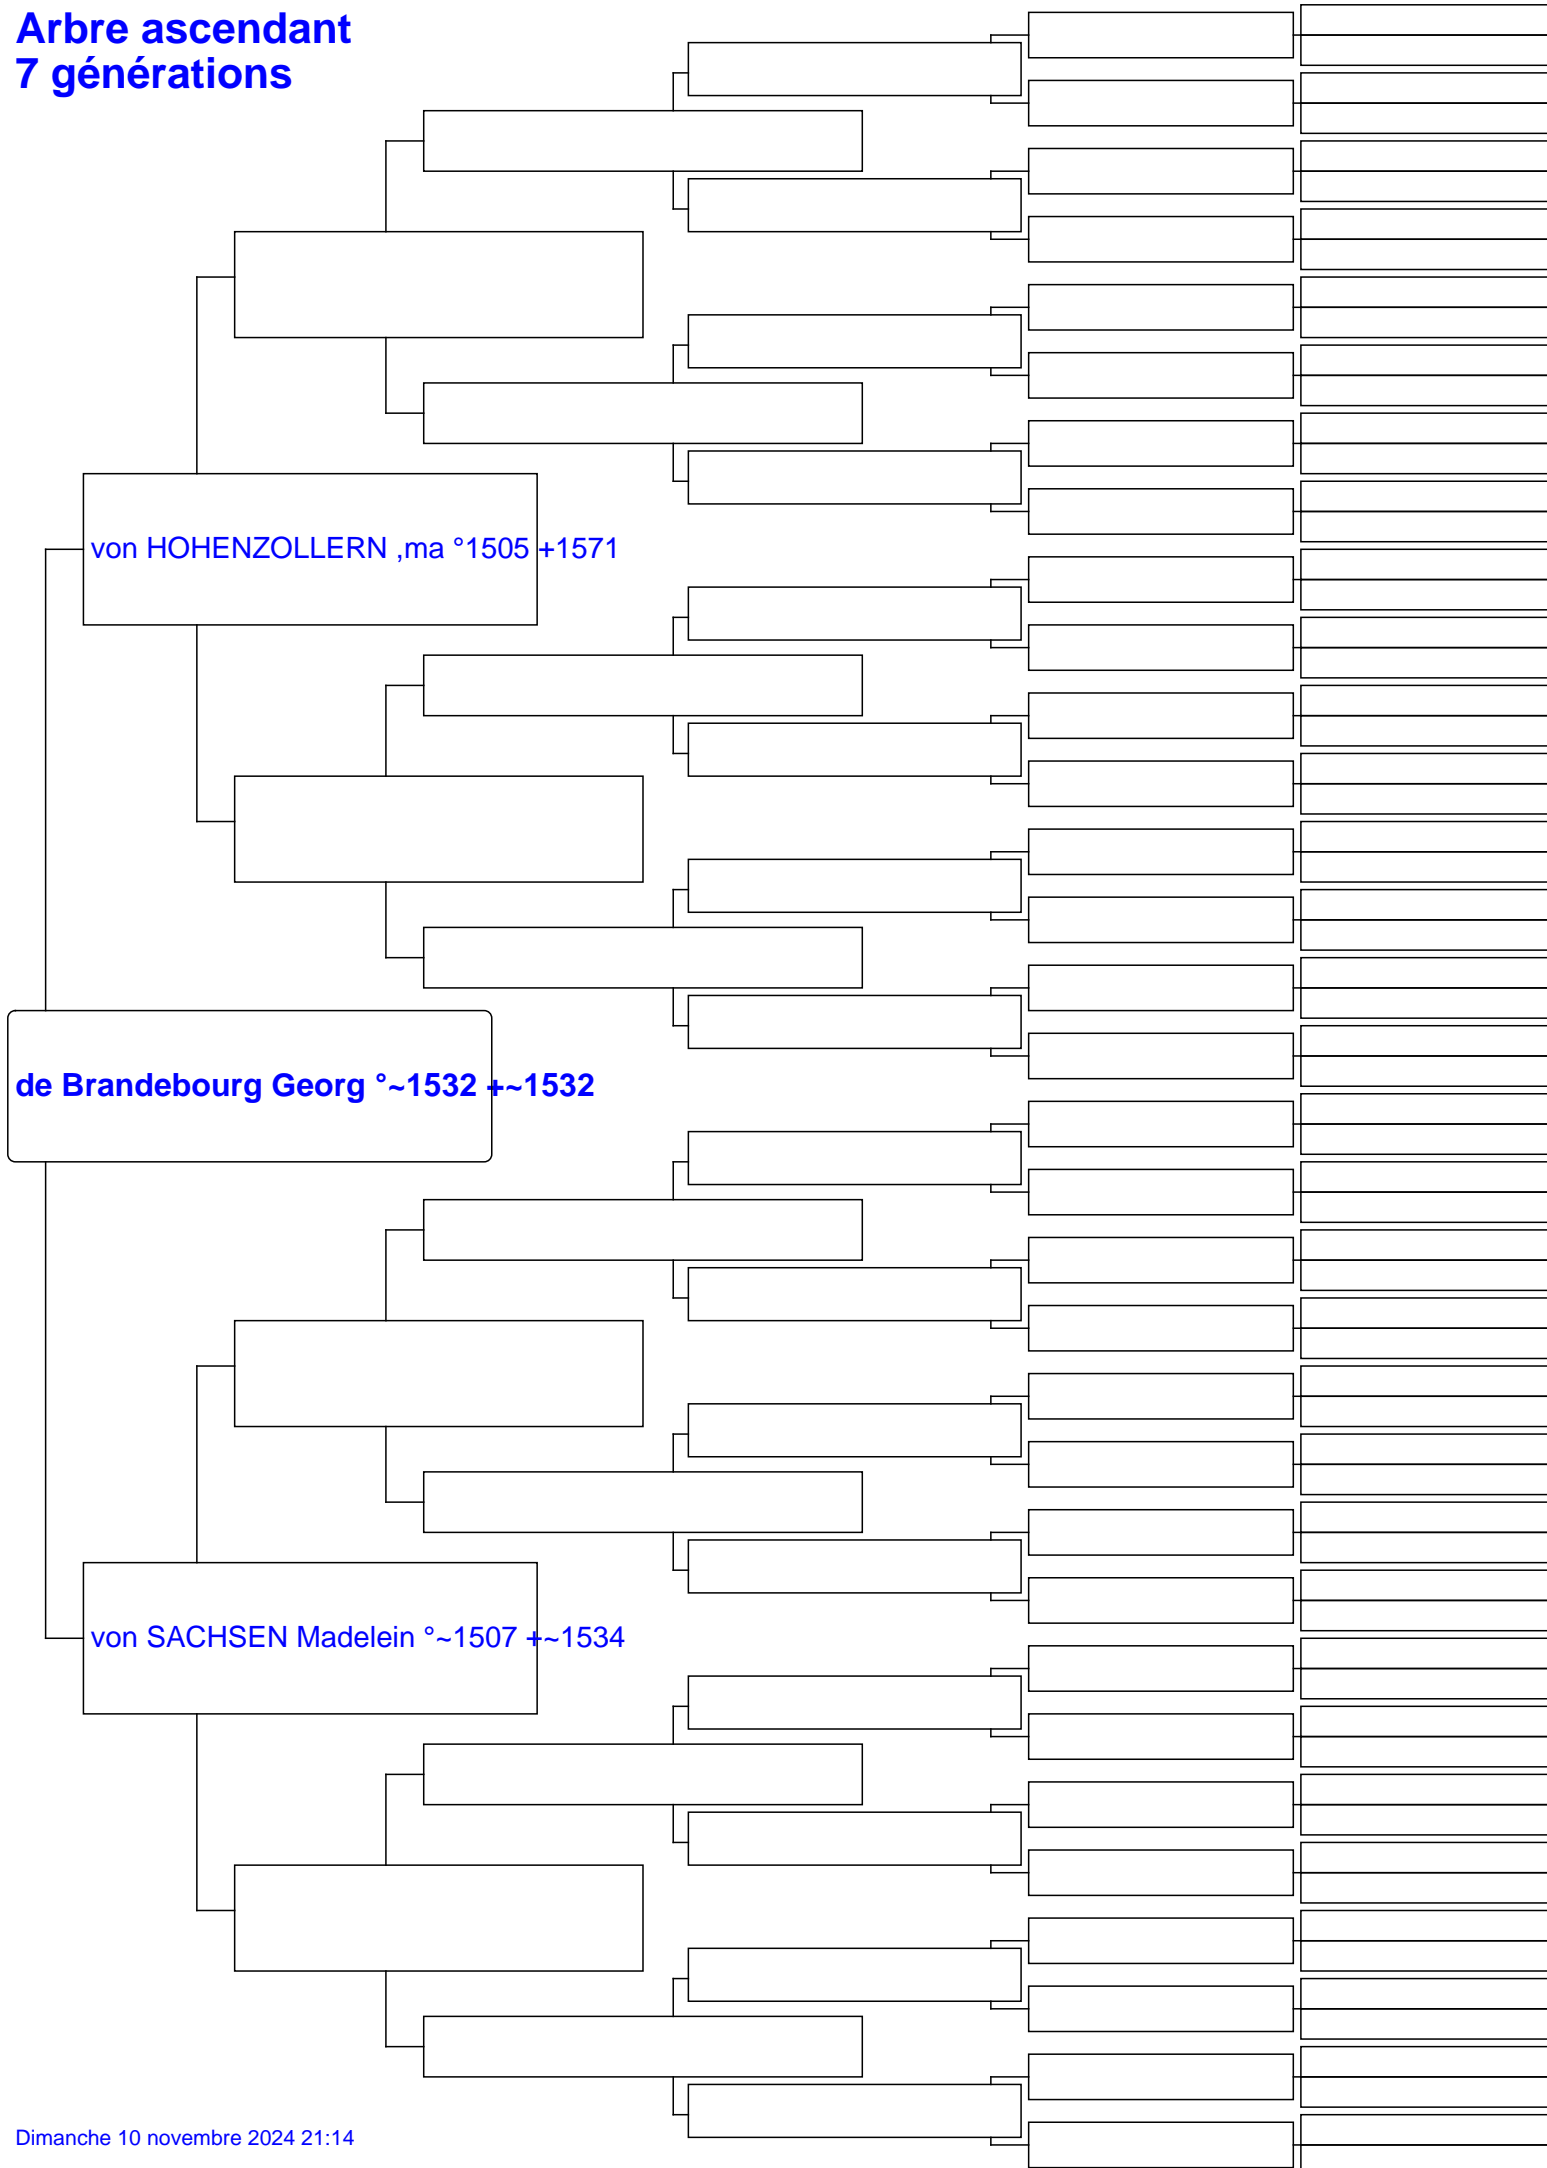 Arbre ascendant
7 générations
von HOHENZOLLERN ,ma °1505 +1571
de Brandebourg Georg °~1532 +~1532
von SACHSEN Madelein °~1507 +~1534
Dimanche 10 novembre 2024 21:14